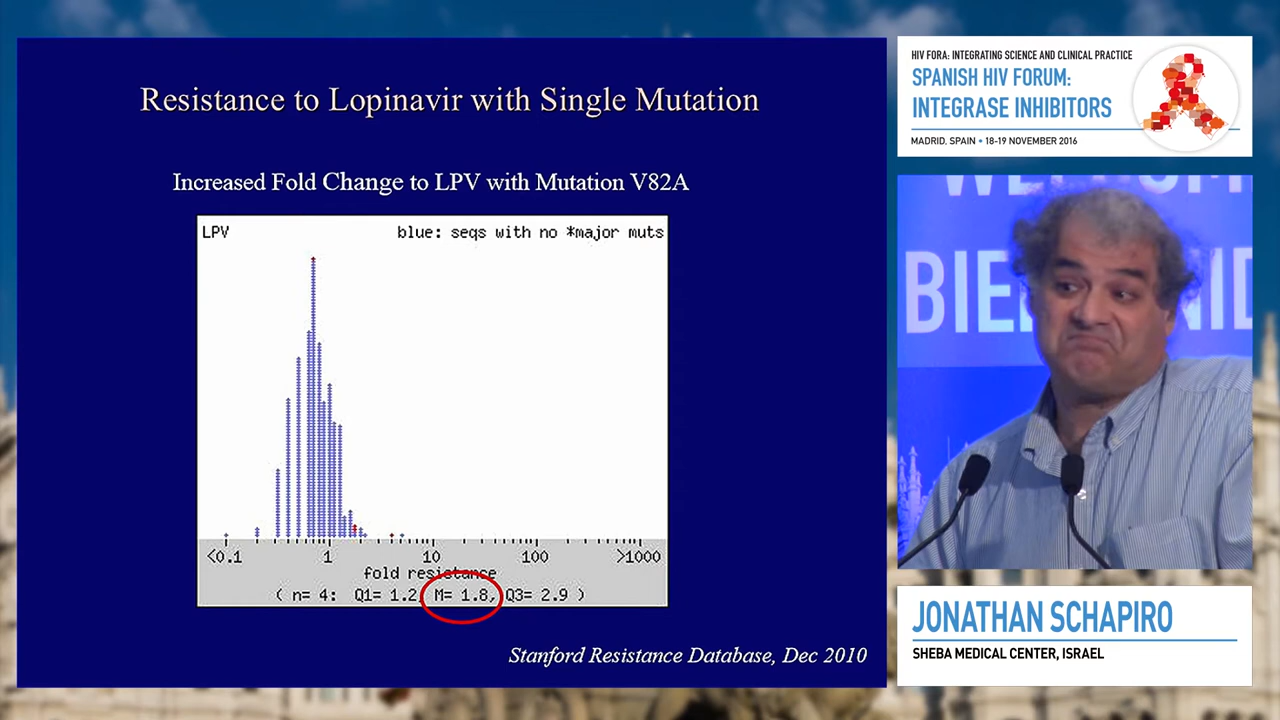 Resistance to Lopinavir with Single Mutation
Increased Fold Change to LPV with Mutation V82A
LPV
blue: seqs with no *major muts
<0.1 1 10 100 >1000
fold resistance
( n= 4: Q1= 1.2, M= 1.8, Q3= 2.9 )
Stanford Resistance Database, Dec 2010
HIV FORA: INTEGRATING SCIENCE AND CLINICAL PRACTICE
SPANISH HIV FORUM:
INTEGRASE INHIBITORS
MADRID, SPAIN • 18-19 NOVEMBER 2016
JONATHAN SCHAPIRO
SHEBA MEDICAL CENTER, ISRAEL